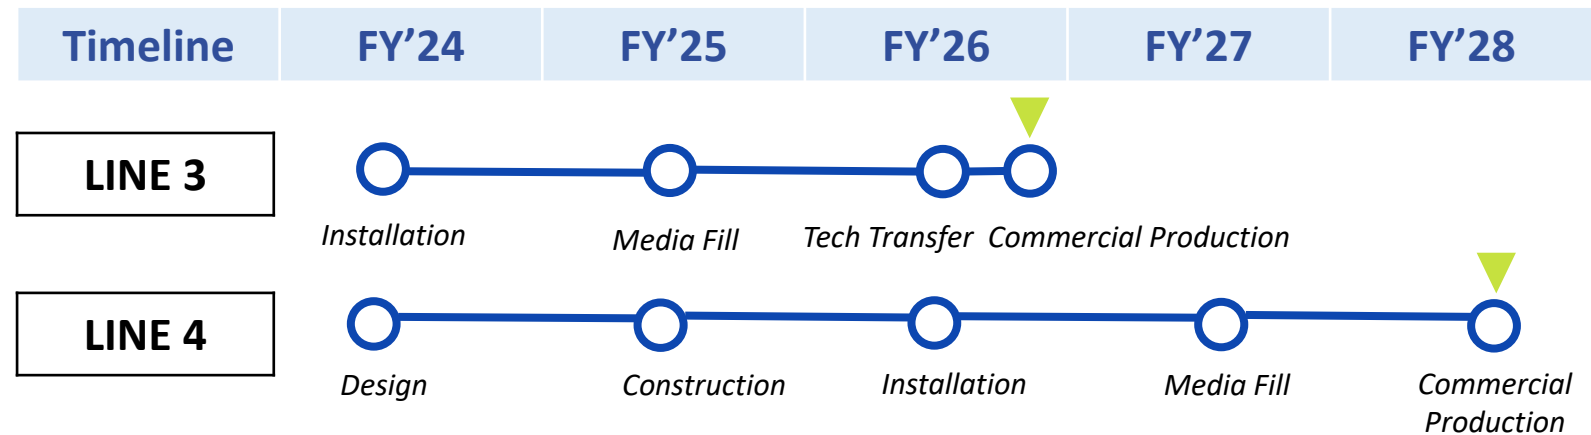 Timeline FY’24 FY’25 FY’26 FY’27 FY’28
LINE 3
Installation Media Fill Tech Transfer Commercial Production
LINE 4
Design Construction Installation Media Fill Commercial
Production